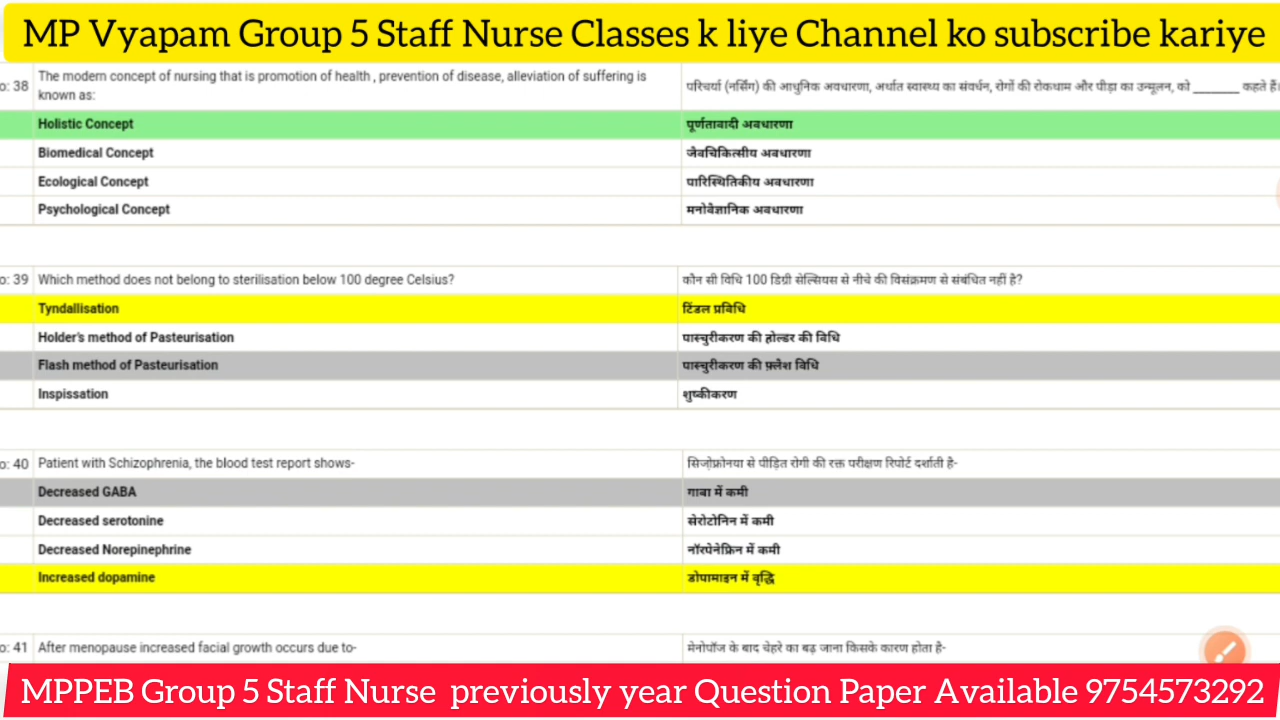 MP Vyapam Group 5 Staff Nurse Classes k liye Channel ko subscribe kariye
o: 38 The modern concept of nursing that is promotion of health , prevention of disease, alleviation of suffering is
known as:
परिचर्या (नर्सिंग) की आधुनिक अवधारणा, अर्थात स्वास्थ्य का संवर्धन, रोगों की रोकथाम और पीड़ा का उन्मूलन, को ________ कहते हैं।
Holistic Concept पूर्णतावादी अवधारणा
Biomedical Concept जैवचिकित्सीय अवधारणा
Ecological Concept पारिस्थितिकीय अवधारणा
Psychological Concept मनोवैज्ञानिक अवधारणा
o: 39 Which method does not belong to sterilisation below 100 degree Celsius? कौन सी विधि 100 डिग्री सेल्सियस से नीचे की विसंक्रमण से संबंधित नहीं है?
Tyndallisation टिंडल प्रविधि
Holder's method of Pasteurisation पास्चुरीकरण की होल्डर की विधि
Flash method of Pasteurisation पास्चुरीकरण की फ़्लेश विधि
Inspissation शुष्कीकरण
o: 40 Patient with Schizophrenia, the blood test report shows- सिज़ोफ्रोनया से पीड़ित रोगी की रक्त परीक्षण रिपोर्ट दर्शाती है-
Decreased GABA गाबा में कमी
Decreased serotonine सेरोटोनिन में कमी
Decreased Norepinephrine नॉरपेनेफ्रिन में कमी
Increased dopamine डोपामाइन में वृद्धि
o: 41 After menopause increased facial growth occurs due to- मेनोपॉज के बाद चेहरे का बढ़ जाना किसके कारण होता है-
MPPEB Group 5 Staff Nurse previously year Question Paper Available 9754573292